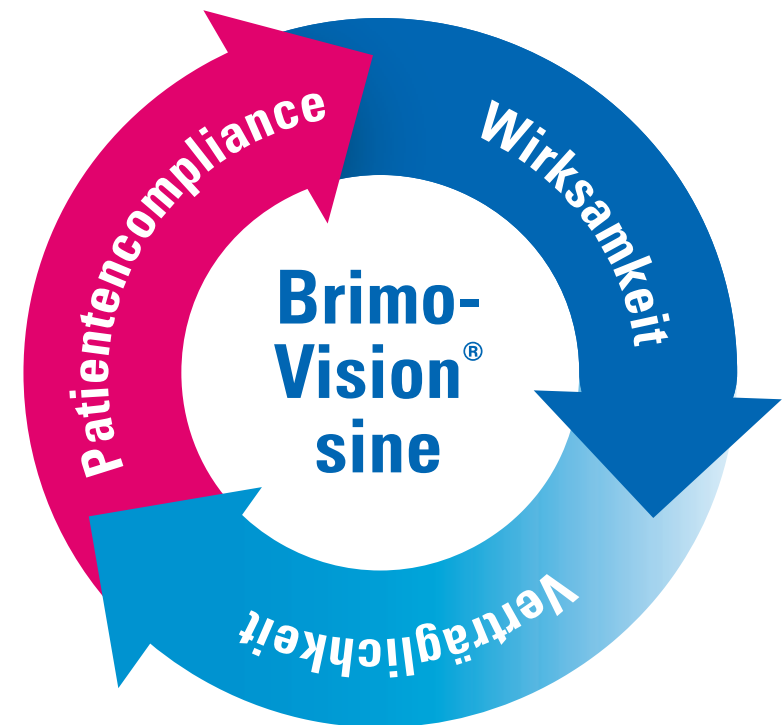 Patientencompliance
Wirksamkeit
Verträglichkeit
Brimo-
Vision®
sine